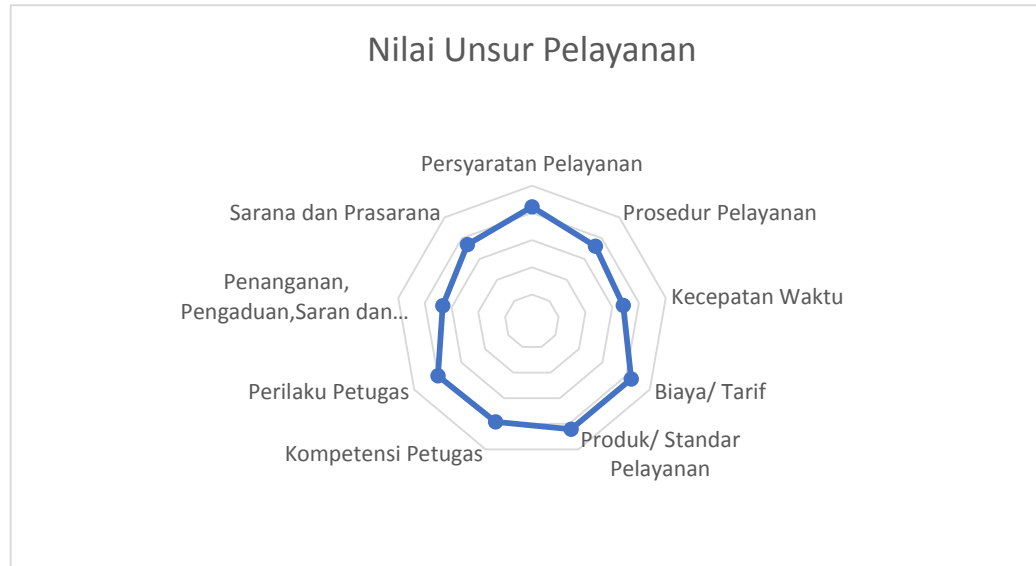 Nilai Unsur Pelayanan
Persyaratan Pelayanan
Prosedur Pelayanan
Kecepatan Waktu
Biaya/ Tarif
Produk/ Standar
Pelayanan
Kompetensi Petugas
Perilaku Petugas
Penanganan,
Pengaduan,Saran dan...
Sarana dan Prasarana